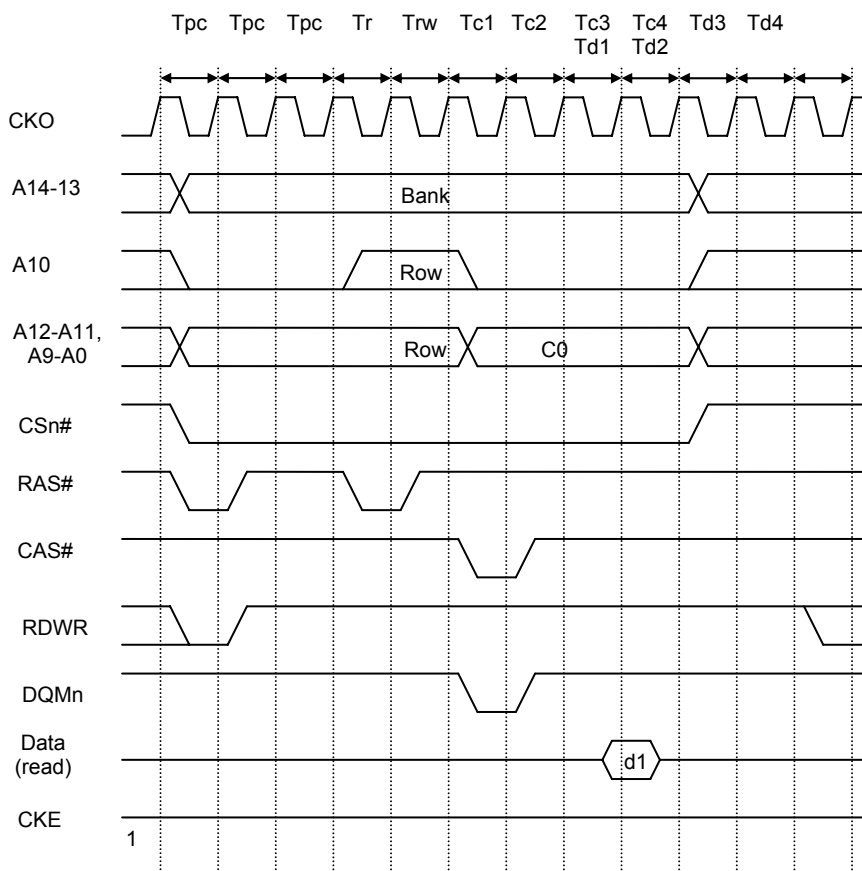 Tpc Tpc Tpc Tr Trw Tc1 Tc2 Tc3 Tc4 Td3 Td4
Td1 Td2
CKO
A14-13
Bank
A10
Row
A12-A11,
A9-A0
Row C0
CSn#
RAS#
CAS#
RDWR
DQMn
Data
(read)
d1
CKE
1